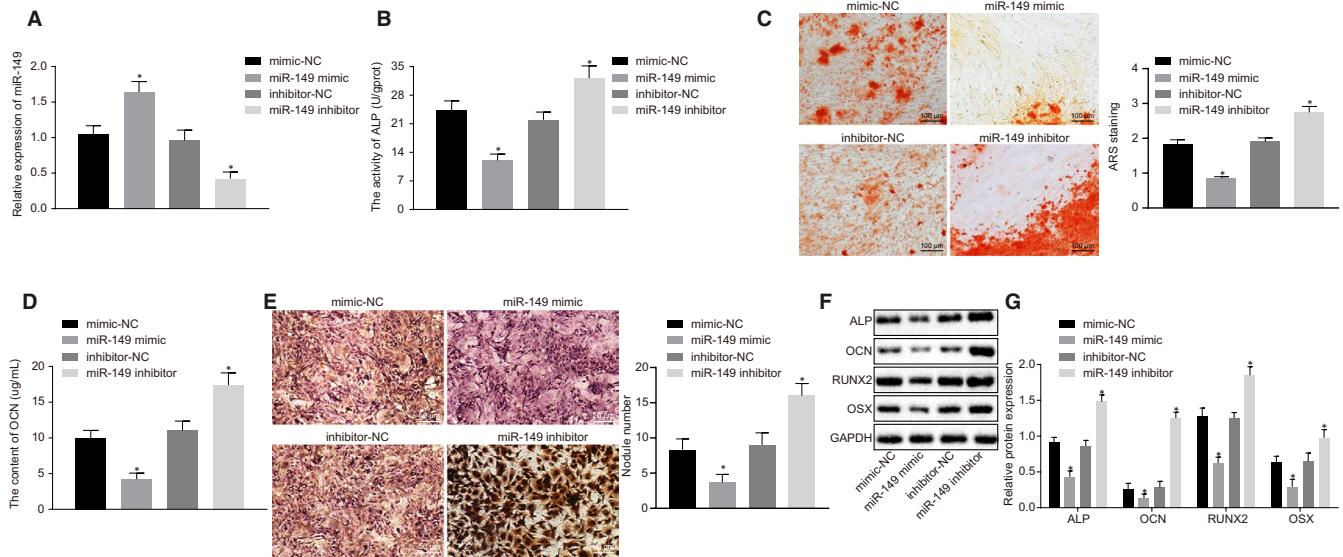 A
Relative expression of miR-149
2.0
1.5
1.0
0.5
0.0
*
*
mimic-NC
miR-149 mimic
inhibitor-NC
miR-149 inhibitor
B
The activity of ALP (U/gprot)
35
28
21
14
7
0
*
*
mimic-NC
miR-149 mimic
inhibitor-NC
miR-149 inhibitor
C
mimic-NC
miR-149 mimic
100 µm
100 µm
inhibitor-NC
miR-149 inhibitor
100 µm
100 µm
mimic-NC
miR-149 mimic
inhibitor-NC
miR-149 inhibitor
ARS staining
4
3
2
1
0
*
*
D
mimic-NC
miR-149 mimic
inhibitor-NC
miR-149 inhibitor
The content of OCN (ug/mL)
20
15
10
5
0
*
*
E
mimic-NC
miR-149 mimic
inhibitor-NC
miR-149 inhibitor
mimic-NC
miR-149 mimic
inhibitor-NC
miR-149 inhibitor
Nodule number
20
15
10
5
0
*
*
F
ALP
OCN
RUNX2
OSX
GAPDH
mimic-NC
miR-149 mimic
inhibitor-NC
miR-149 inhibitor
G
mimic-NC
miR-149 mimic
inhibitor-NC
miR-149 inhibitor
Relative protein expression
2.0
1.5
1.0
0.5
0.0
*
*
*
*
*
*
*
*
ALP
OCN
RUNX2
OSX